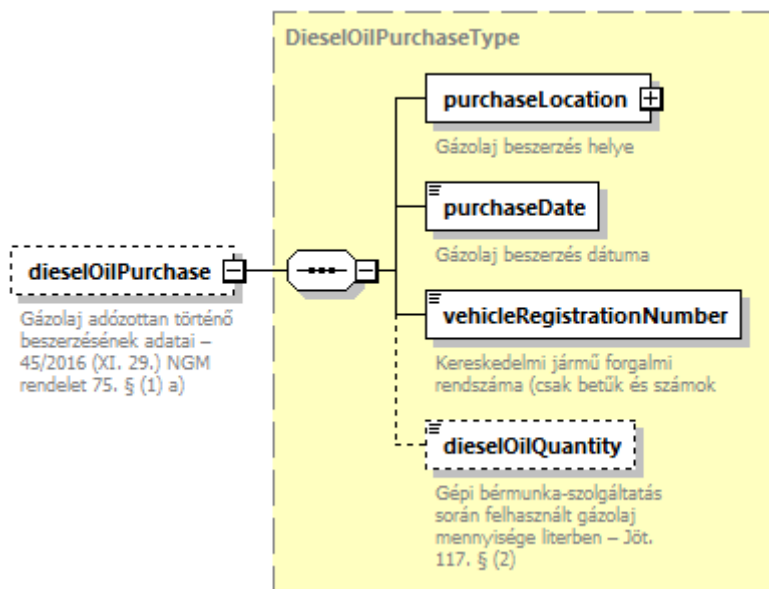 DieselOilPurchaseType
purchaseLocation
Gázolaj beszerzés helye
purchaseDate
Gázolaj beszerzés dátuma
dieselOilPurchase
Gázolaj adózottan történő
beszerzésének adatai –
45/2016 (XI. 29.) NGM
rendelet 75. § (1) a)
vehicleRegistrationNumber
Kereskedelmi jármű forgalmi
rendszáma (csak betűk és számok
dieselOilQuantity
Gépi bérmunka-szolgáltatás
során felhasznált gázolaj
mennyisége literben – Jöt.
117. § (2)